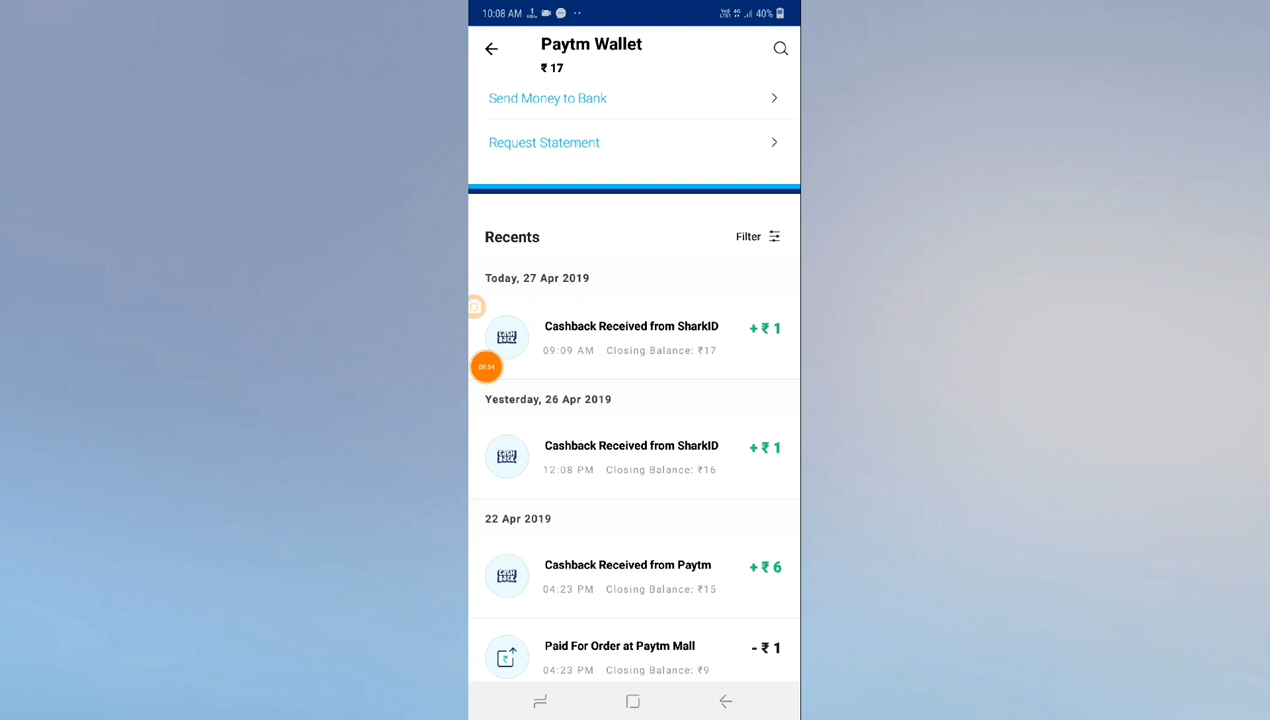 10:08 AM
40%
Paytm Wallet
₹ 17
Send Money to Bank
Request Statement
Recents
Filter
Today, 27 Apr 2019
Cashback Received from SharkID
+ ₹ 1
09:09 AM Closing Balance: ₹17
Yesterday, 26 Apr 2019
Cashback Received from SharkID
+ ₹ 1
12:08 PM Closing Balance: ₹16
22 Apr 2019
Cashback Received from Paytm
+ ₹ 6
04:23 PM Closing Balance: ₹15
Paid For Order at Paytm Mall
- ₹ 1
04:23 PM Closing Balance: ₹9